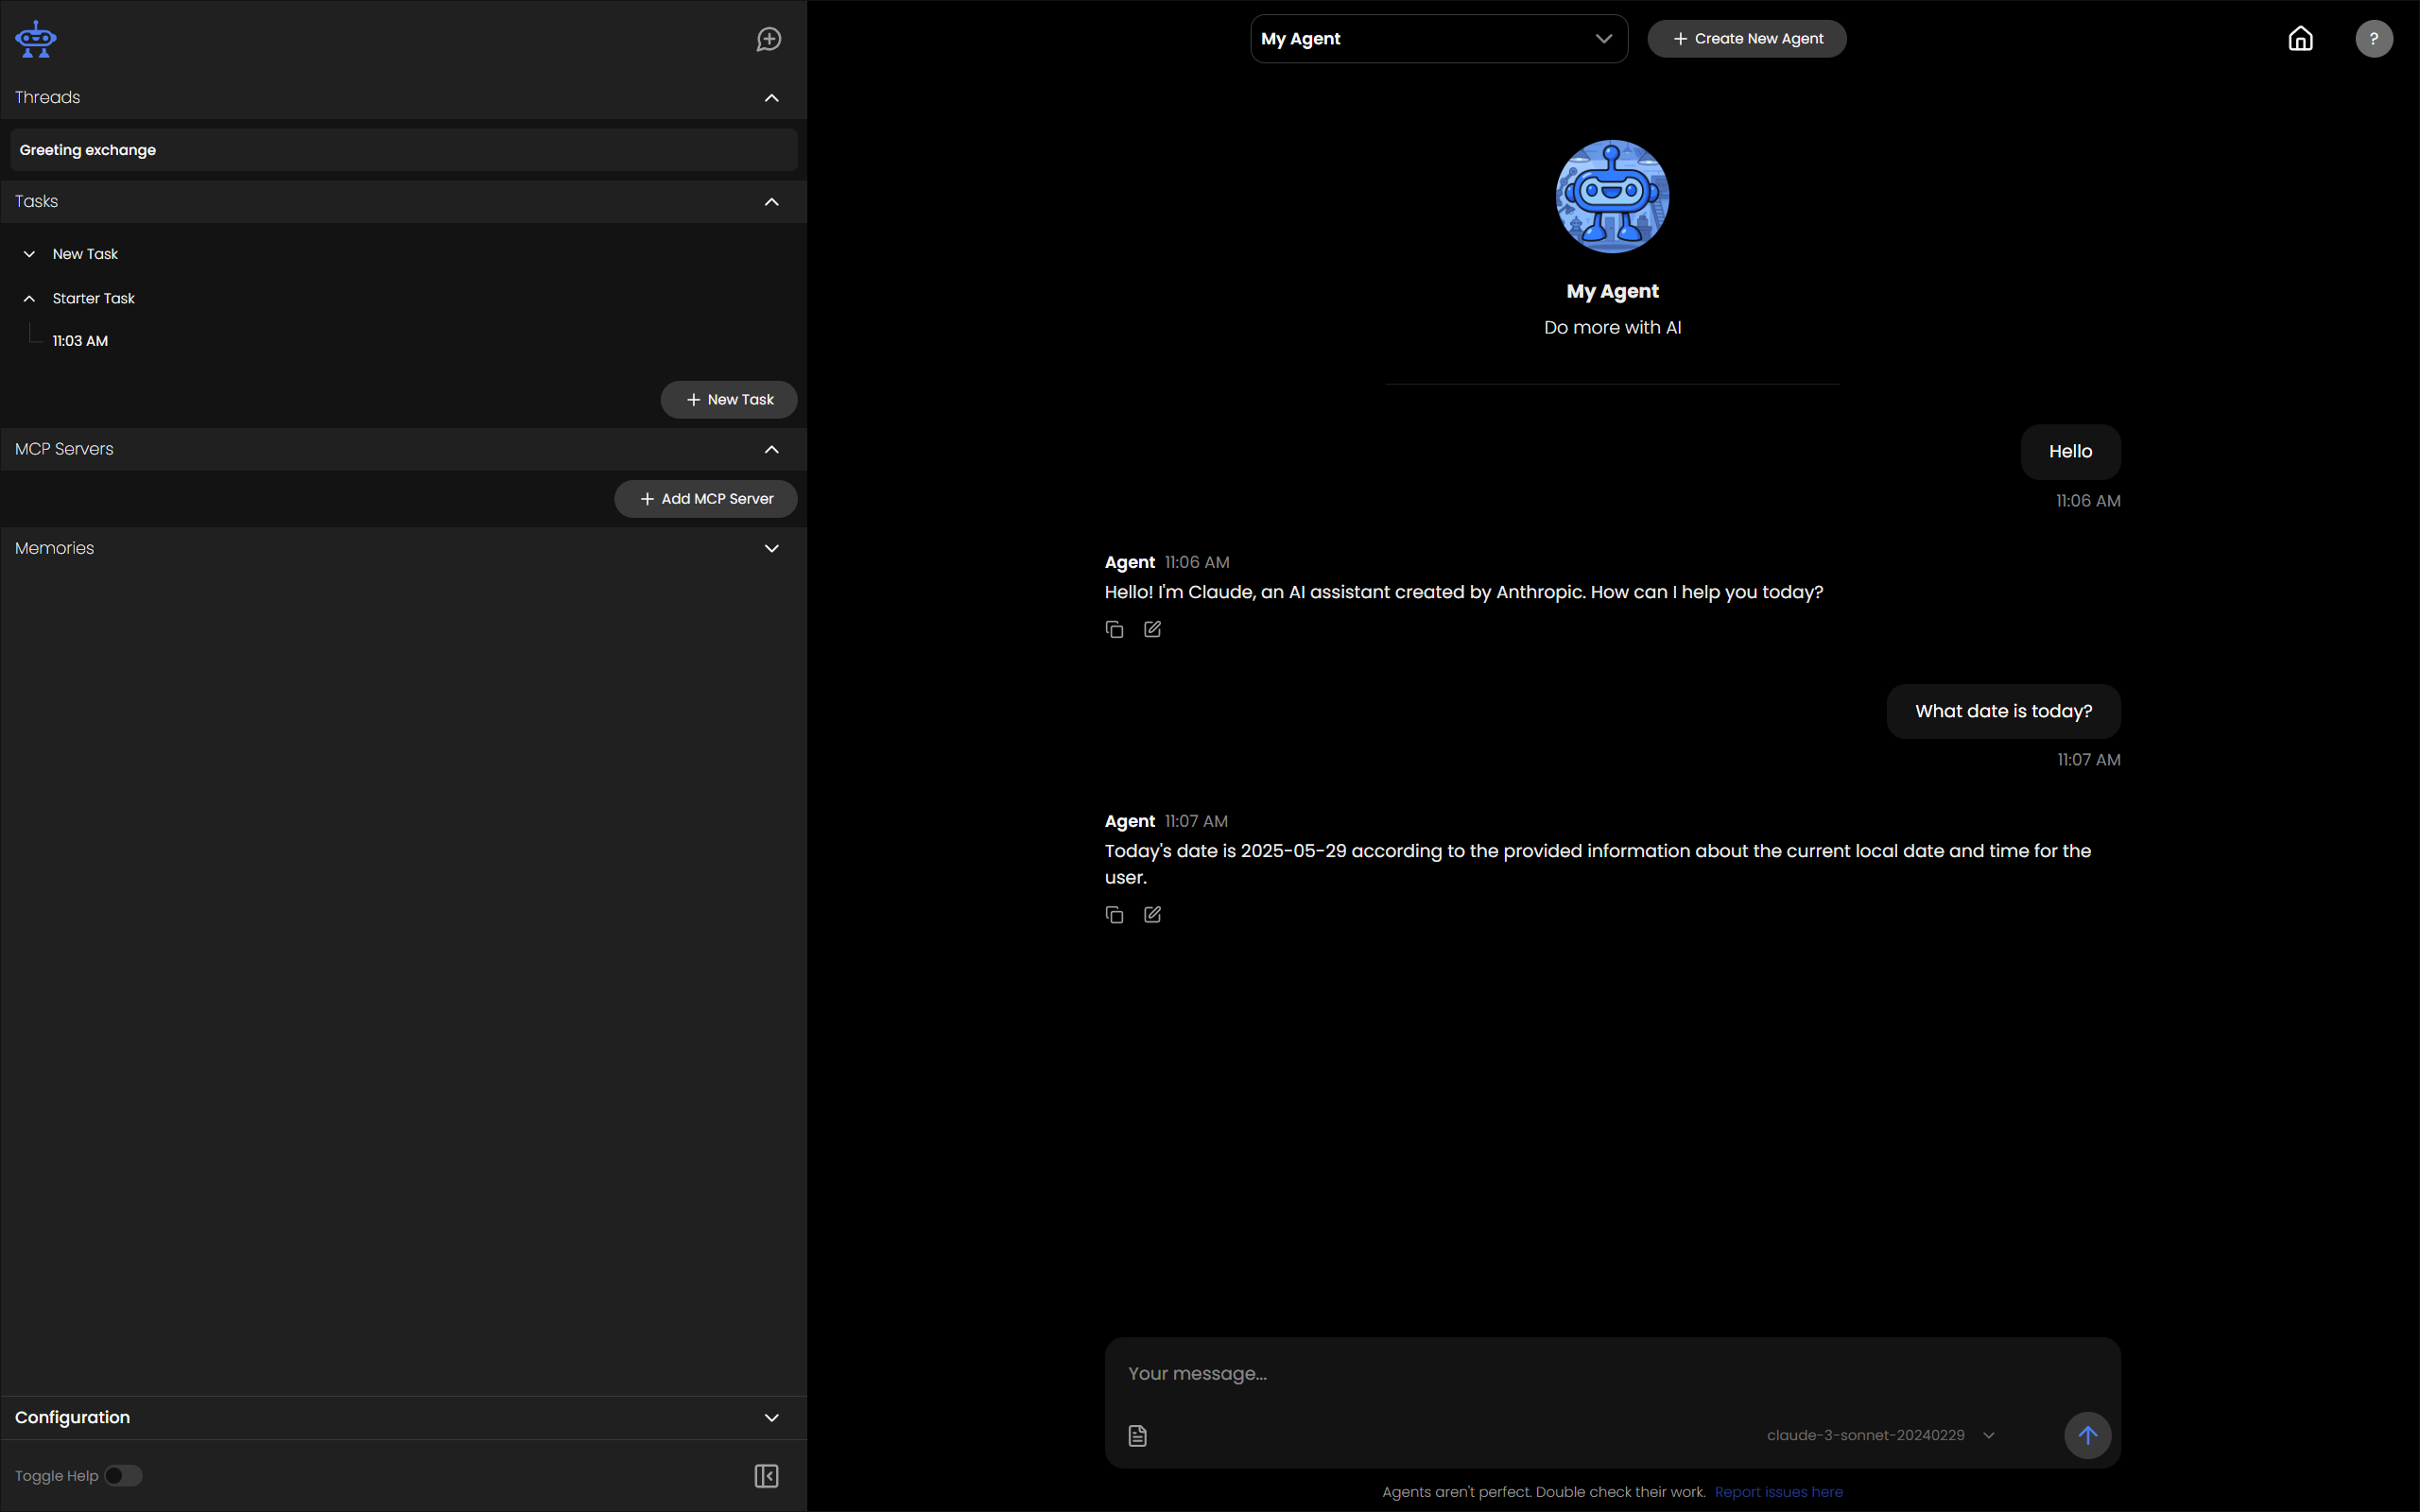 Threads
Greeting exchange
Tasks
New Task
Starter Task
11:03 AM
+ New Task
MCP Servers
+ Add MCP Server
Memories
Configuration
Toggle Help
My Agent
+ Create New Agent
?
My Agent
Do more with AI
Hello
11:06 AM
Agent 11:06 AM
Hello! I'm Claude, an AI assistant created by Anthropic. How can I help you today?
What date is today?
11:07 AM
Agent 11:07 AM
Today's date is 2025-05-29 according to the provided information about the current local date and time for the
user.
Your message...
claude-3-sonnet-20240229
Agents aren't perfect. Double check their work. Report issues here